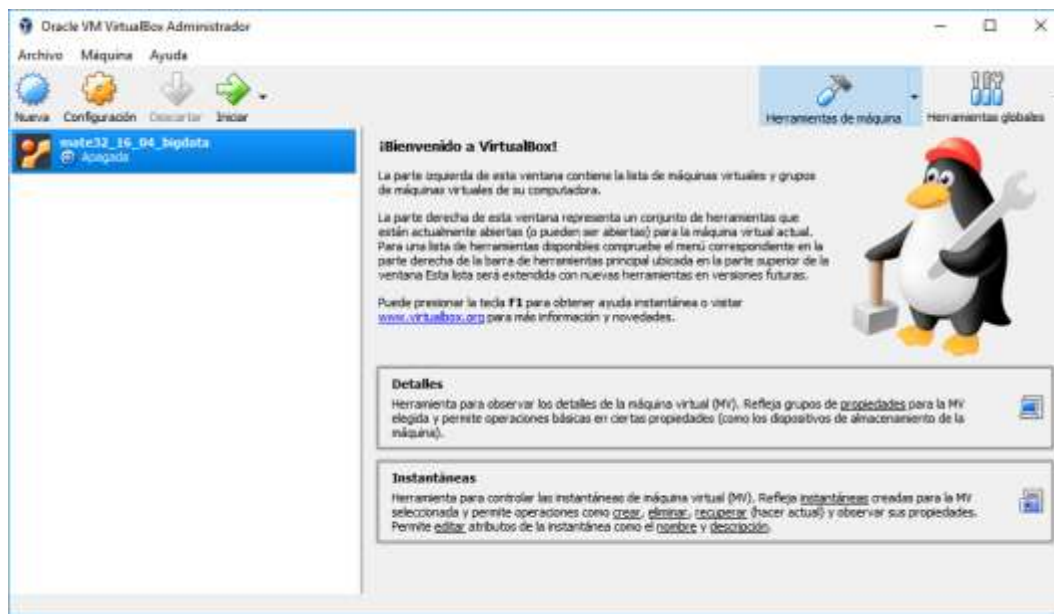 Oracle VM VirtualBox Administrador
Archivo Máquina Ayuda
Nueva Configuración Descartar Iniciar Herramientas de máquina Herramientas globales
mate32_16_04_bigdata
Apagada
¡Bienvenido a VirtualBox!
La parte izquierda de esta ventana contiene la lista de máquinas virtuales y grupos
de máquinas virtuales de su computadora.
La parte derecha de esta ventana representa un conjunto de herramientas que
están actualmente abiertas (o pueden ser abiertas) para la máquina virtual actual.
Para una lista de herramientas disponibles compruebe el menú correspondiente en la
parte derecha de la barra de herramientas principal ubicada en la parte superior de la
ventana Esta lista será extendida con nuevas herramientas en versiones futuras.
Puede presionar la tecla F1 para obtener ayuda instantánea o visitar
www.virtualbox.org para más información y novedades.
Detalles
Herramienta para observar los detalles de la máquina virtual (MV). Refleja grupos de propiedades para la MV
elegida y permite operaciones básicas en ciertas propiedades (como los dispositivos de almacenamiento de la
máquina).
Instantáneas
Herramienta para controlar las instantáneas de máquina virtual (MV). Refleja instantáneas creadas para la MV
seleccionada y permite operaciones como crear, eliminar, recuperar (hacer actual) y observar sus propiedades.
Permite editar atributos de la instantánea como el nombre y descripción.